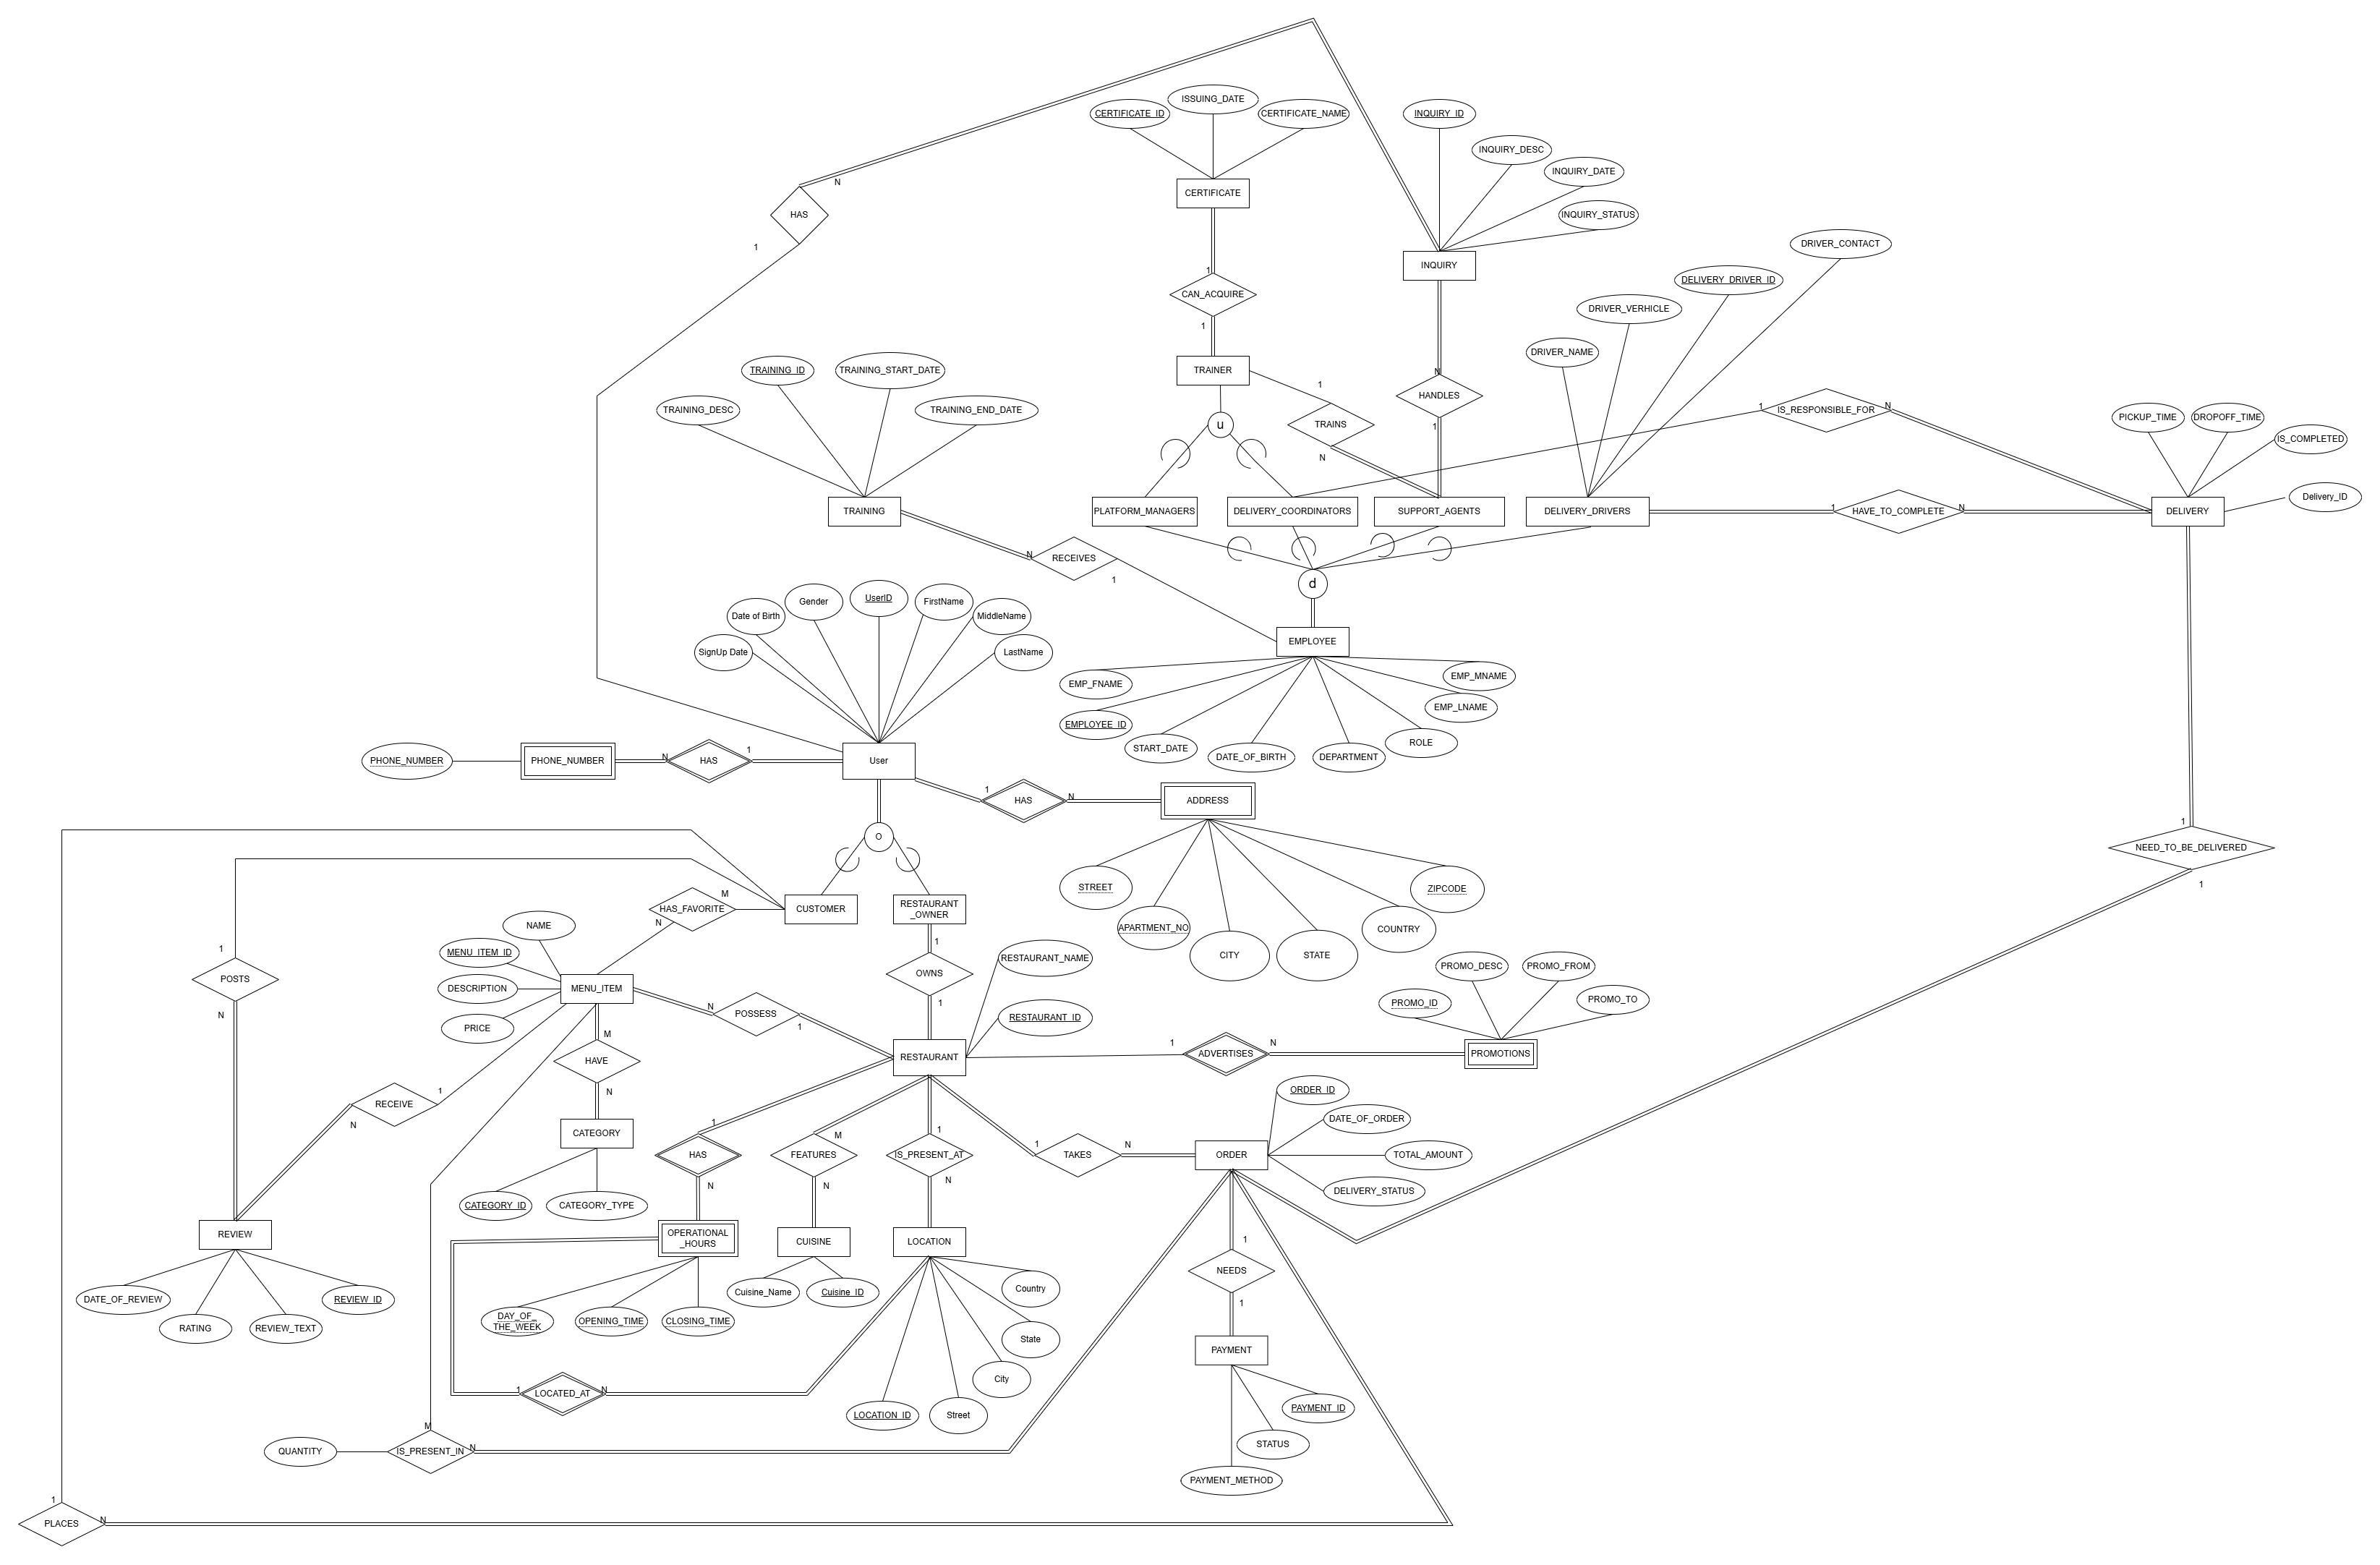 CERTIFICATE_ID
ISSUING_DATE
CERTIFICATE_NAME
INQUIRY_ID
INQUIRY_DESC
INQUIRY_DATE
INQUIRY_STATUS
N
HAS
1
CERTIFICATE
INQUIRY
DRIVER_CONTACT
DELIVERY_DRIVER_ID
DRIVER_VERHICLE
DRIVER_NAME
1
CAN_ACQUIRE
1
TRAINER
TRAINING_ID
TRAINING_START_DATE
TRAINING_DESC
TRAINING_END_DATE
1
TRAINS
N
N
HANDLES
1
u
1
IS_RESPONSIBLE_FOR
N
PICKUP_TIME
DROPOFF_TIME
IS_COMPLETED
Delivery_ID
TRAINING
PLATFORM_MANAGERS
DELIVERY_COORDINATORS
SUPPORT_AGENTS
DELIVERY_DRIVERS
1
HAVE_TO_COMPLETE
N
DELIVERY
N
RECEIVES
1
d
EMPLOYEE
SignUp Date
Date of Birth
Gender
UserID
FirstName
MiddleName
LastName
EMP_FNAME
EMPLOYEE_ID
START_DATE
DATE_OF_BIRTH
DEPARTMENT
ROLE
EMP_LNAME
EMP_MNAME
PHONE_NUMBER
PHONE_NUMBER
N
HAS
1
User
1
HAS
N
ADDRESS
1
NEED_TO_BE_DELIVERED
1
O
STREET
APARTMENT_NO
CITY
STATE
COUNTRY
ZIPCODE
M
HAS_FAVORITE
N
CUSTOMER
RESTAURANT
_OWNER
1
POSTS
N
NAME
MENU_ITEM_ID
DESCRIPTION
PRICE
MENU_ITEM
1
OWNS
1
RESTAURANT_NAME
RESTAURANT_ID
PROMO_DESC
PROMO_FROM
PROMO_ID
PROMO_TO
N
POSSESS
1
RESTAURANT
1
ADVERTISES
N
PROMOTIONS
M
HAVE
N
1
RECEIVE
N
CATEGORY
CATEGORY_ID
CATEGORY_TYPE
1
HAS
N
M
FEATURES
N
1
IS_PRESENT_AT
N
1
TAKES
N
ORDER
ORDER_ID
DATE_OF_ORDER
TOTAL_AMOUNT
DELIVERY_STATUS
REVIEW
OPERATIONAL
_HOURS
CUISINE
LOCATION
DATE_OF_REVIEW
RATING
REVIEW_TEXT
REVIEW_ID
DAY_OF_
THE_WEEK
OPENING_TIME
CLOSING_TIME
Cuisine_Name
Cuisine_ID
Country
State
City
Street
LOCATION_ID
1
NEEDS
1
PAYMENT
1
LOCATED_AT
N
PAYMENT_ID
STATUS
PAYMENT_METHOD
QUANTITY
M
IS_PRESENT_IN
N
1
PLACES
N